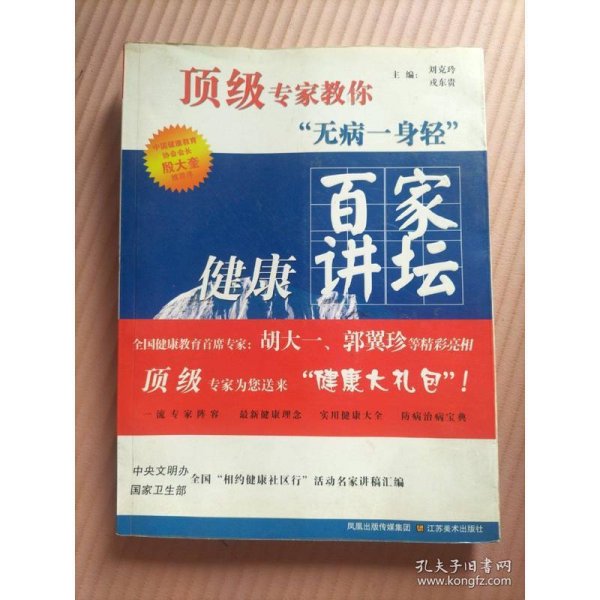 主编：刘克玲
戎东贵
顶级专家教你
“无病一身轻”
中国健康教育
协会会长
殷大奎
百家
讲坛
健康
全国健康教育首席专家：胡大一、郭翼珍等精彩亮相
顶级专家为您送来“健康大礼包”！
一流专家阵容 最新健康理念 实用健康大全 防病治病宝典
中央文明办
国家卫生部
全国“相约健康社区行”活动名家讲稿汇编
凤凰出版传媒集团 江苏美术出版社
孔夫子旧书网
www.kongfz.com